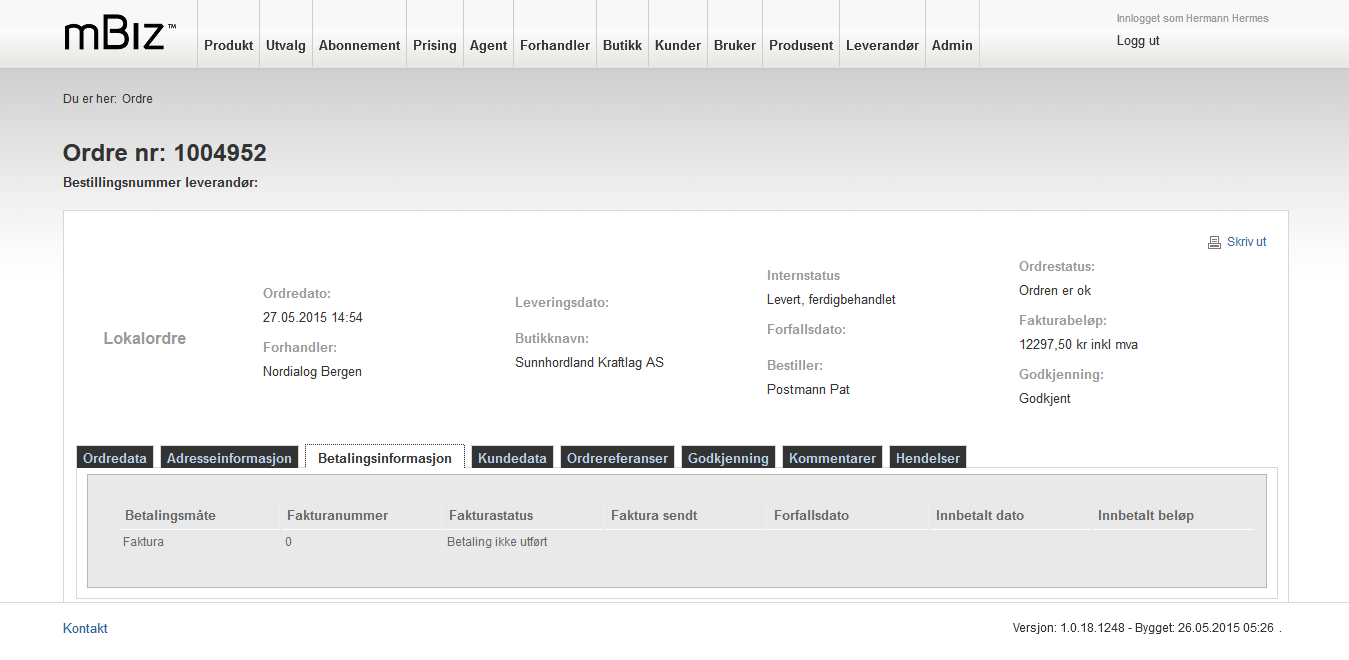 mBiz™
Produkt Utvalg Abonnement Prising Agent Forhandler Butikk Kunder Bruker Produsent Leverandør Admin
Innlogget som Hermann Hermes
Logg ut
Du er her: Ordre
Ordre nr: 1004952
Bestillingsnummer leverandør:
Skriv ut
Lokalordre
Ordredato:
27.05.2015 14:54
Forhandler:
Nordialog Bergen
Leveringsdato:
Butikknavn:
Sunnhordland Kraftlag AS
Internstatus
Levert, ferdigbehandlet
Forfallsdato:
Bestiller:
Postmann Pat
Ordrestatus:
Ordren er ok
Fakturabeløp:
12297,50 kr inkl mva
Godkjenning:
Godkjent
Ordredata Adresseinformasjon Betalingsinformasjon Kundedata Ordrereferanser Godkjenning Kommentarer Hendelser
Betalingsmåte Fakturanummer Fakturastatus Faktura sendt Forfallsdato Innbetalt dato Innbetalt beløp
Faktura 0 Betaling ikke utført
Kontakt
Versjon: 1.0.18.1248 - Bygget: 26.05.2015 05:26 .